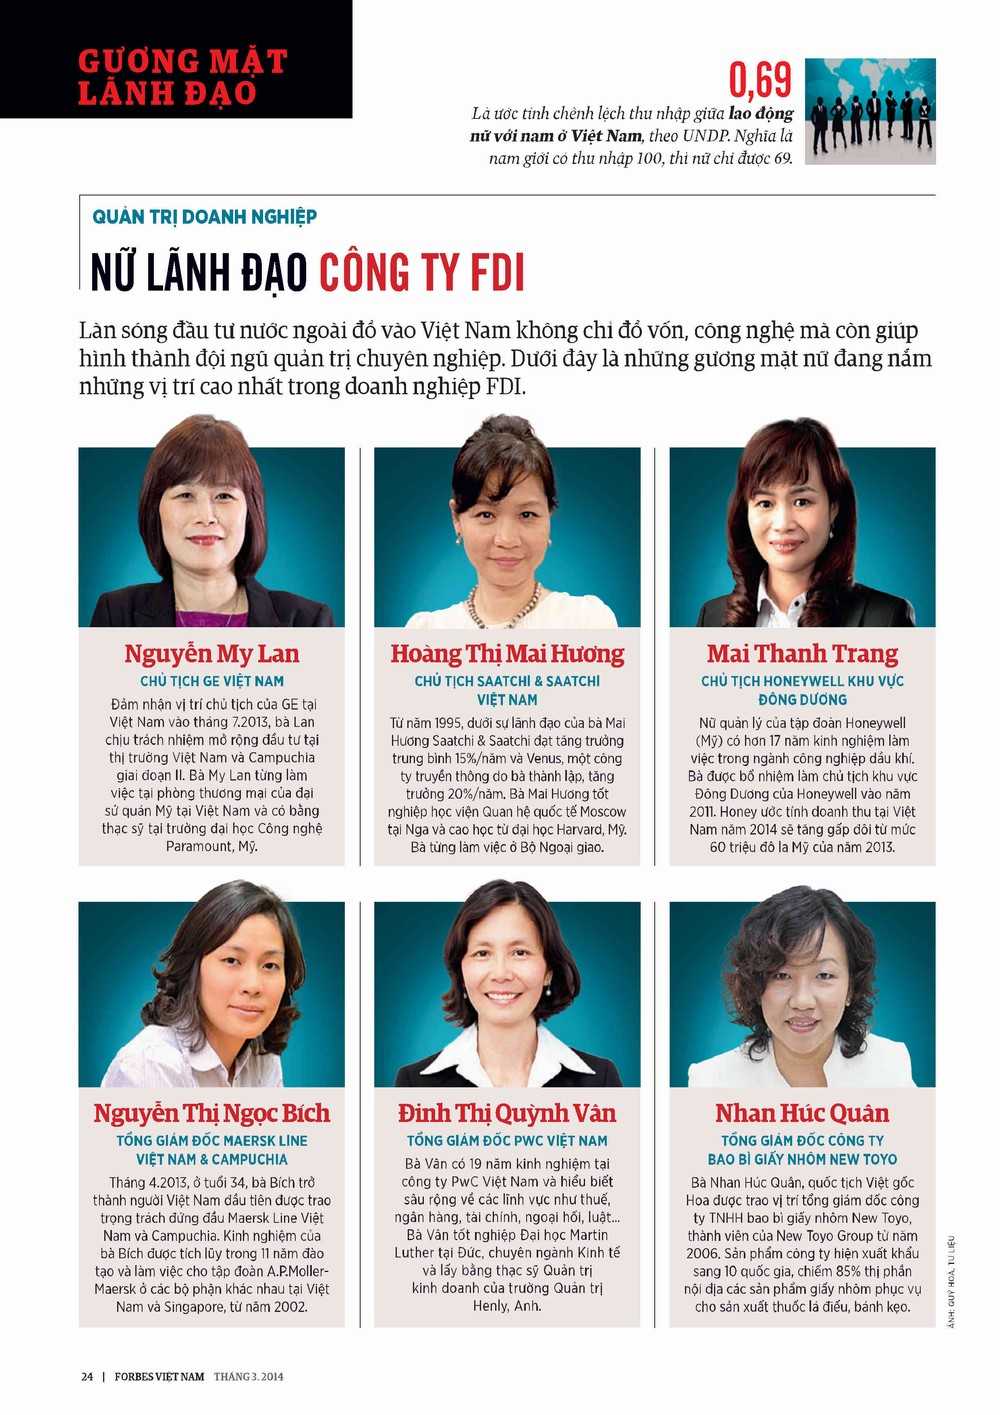 GƯƠNG MẶT
LÃNH ĐẠO
0,69
Là ước tính chênh lệch thu nhập giữa lao động
nữ với nam ở Việt Nam, theo UNDP. Nghĩa là
nam giới có thu nhập 100, thì nữ chỉ được 69.
QUẢN TRỊ DOANH NGHIỆP
NỮ LÃNH ĐẠO CÔNG TY FDI
Làn sóng đầu tư nước ngoài đổ vào Việt Nam không chỉ đổ vốn, công nghệ mà còn giúp
hình thành đội ngũ quản trị chuyên nghiệp. Dưới đây là những gương mặt nữ đang nắm
những vị trí cao nhất trong doanh nghiệp FDI.
Nguyễn My Lan
CHỦ TỊCH GE VIỆT NAM
Đảm nhận vị trí chủ tịch của GE tại
Việt Nam vào tháng 7.2013, bà Lan
chịu trách nhiệm mở rộng đầu tư tại
thị trường Việt Nam và Campuchia
giai đoạn II. Bà My Lan từng làm
việc tại phòng thương mại của đại
sứ quán Mỹ tại Việt Nam và có bằng
thạc sỹ tại trường đại học Công nghệ
Paramount, Mỹ.
Hoàng Thị Mai Hương
CHỦ TỊCH SAATCHI & SAATCHI
VIỆT NAM
Từ năm 1995, dưới sự lãnh đạo của bà Mai
Hương Saatchi & Saatchi đạt tăng trưởng
trung bình 15%/năm và Venus, một công
ty truyền thông do bà thành lập, tăng
trưởng 20%/năm. Bà Mai Hương tốt
nghiệp học viện Quan hệ quốc tế Moscow
tại Nga và cao học từ đại học Harvard, Mỹ.
Bà từng làm việc ở Bộ Ngoại giao.
Mai Thanh Trang
CHỦ TỊCH HONEYWELL KHU VỰC
ĐÔNG DƯƠNG
Nữ quản lý của tập đoàn Honeywell
(Mỹ) có hơn 17 năm kinh nghiệm làm
việc trong ngành công nghiệp dầu khí.
Bà được bổ nhiệm làm chủ tịch khu vực
Đông Dương của Honeywell vào năm
2011. Honey ước tính doanh thu tại Việt
Nam năm 2014 sẽ tăng gấp đôi từ mức
60 triệu đô la Mỹ của năm 2013.
Nguyễn Thị Ngọc Bích
TỔNG GIÁM ĐỐC MAERSK LINE
VIỆT NAM & CAMPUCHIA
Tháng 4.2013, ở tuổi 34, bà Bích trở
thành người Việt Nam đầu tiên được trao
trọng trách đứng đầu Maersk Line Việt
Nam và Campuchia. Kinh nghiệm của
bà Bích được tích lũy trong 11 năm đào
tạo và làm việc cho tập đoàn A.P.Moller-
Maersk ở các bộ phận khác nhau tại Việt
Nam và Singapore, từ năm 2002.
Đinh Thị Quỳnh Vân
TỔNG GIÁM ĐỐC PWC VIỆT NAM
Bà Vân có 19 năm kinh nghiệm tại
công ty PwC Việt Nam và hiểu biết
sâu rộng về các lĩnh vực như thuế,
ngân hàng, tài chính, ngoại hối, luật...
Bà Vân tốt nghiệp Đại học Martin
Luther tại Đức, chuyên ngành Kinh tế
và lấy bằng thạc sỹ Quản trị
kinh doanh của trường Quản trị
Henly, Anh.
Nhan Húc Quân
TỔNG GIÁM ĐỐC CÔNG TY
BAO BÌ GIẤY NHÔM NEW TOYO
Bà Nhan Húc Quân, quốc tịch Việt gốc
Hoa được trao vị trí tổng giám đốc công
ty TNHH bao bì giấy nhôm New Toyo,
thành viên của New Toyo Group từ năm
2006. Sản phẩm công ty hiện xuất khẩu
sang 10 quốc gia, chiếm 85% thị phần
nội địa các sản phẩm giấy nhôm phục vụ
cho sản xuất thuốc lá điếu, bánh kẹo.
ẢNH: QUÝ HOÀ, TƯ LIỆU
24 | FORBES VIỆT NAM THÁNG 3. 2014